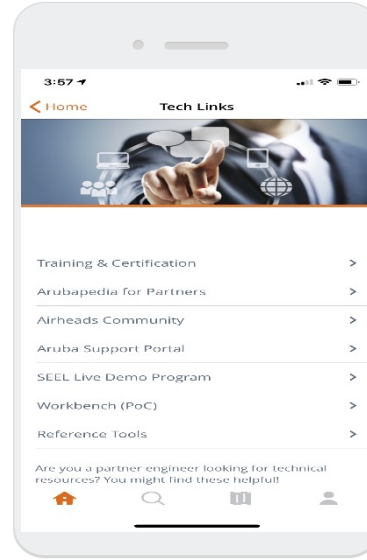 3:57
Home
Tech Links
Training & Certification
Arubapedia for Partners
Airheads Community
Aruba Support Portal
SEEL Live Demo Program
Workbench (PoC)
Reference Tools
Are you a partner engineer looking for technical
resources? You might find these helpful!